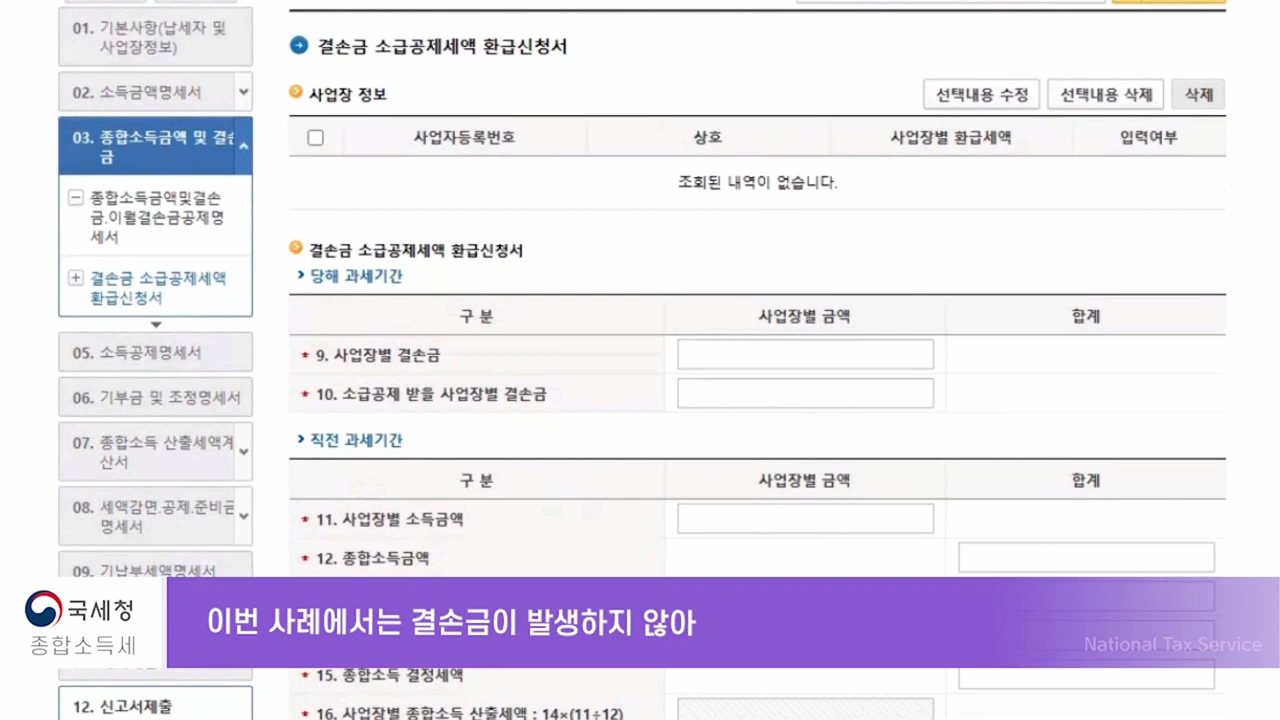 01. 기본사항(납세자 및
사업장정보)
02. 소득금액명세서
03. 종합소득금액 및 결손
금
종합소득금액및결손
금.이월결손금공제명
세서
결손금 소급공제세액
환급신청서
05. 소득공제명세서
06. 기부금 및 조정명세서
07. 종합소득 산출세액계
산서
08. 세액감면.공제.준비금
명세서
09. 기납부세액명세서
12. 신고서제출
결손금 소급공제세액 환급신청서
사업장 정보
선택내용 수정 선택내용 삭제 삭제
사업자등록번호 상호 사업장별 환급세액 입력여부
조회된 내역이 없습니다.
결손금 소급공제세액 환급신청서
당해 과세기간
구 분 사업장별 금액 합계
* 9. 사업장별 결손금
* 10. 소급공제 받을 사업장별 결손금
직전 과세기간
구 분 사업장별 금액 합계
* 11. 사업장별 소득금액
* 12. 종합소득금액
* 15. 종합소득 결정세액
* 16. 사업장별 종합소득 산출세액 : 14×(11÷12)
국세청
종합소득세
이번 사례에서는 결손금이 발생하지 않아
National Tax Service